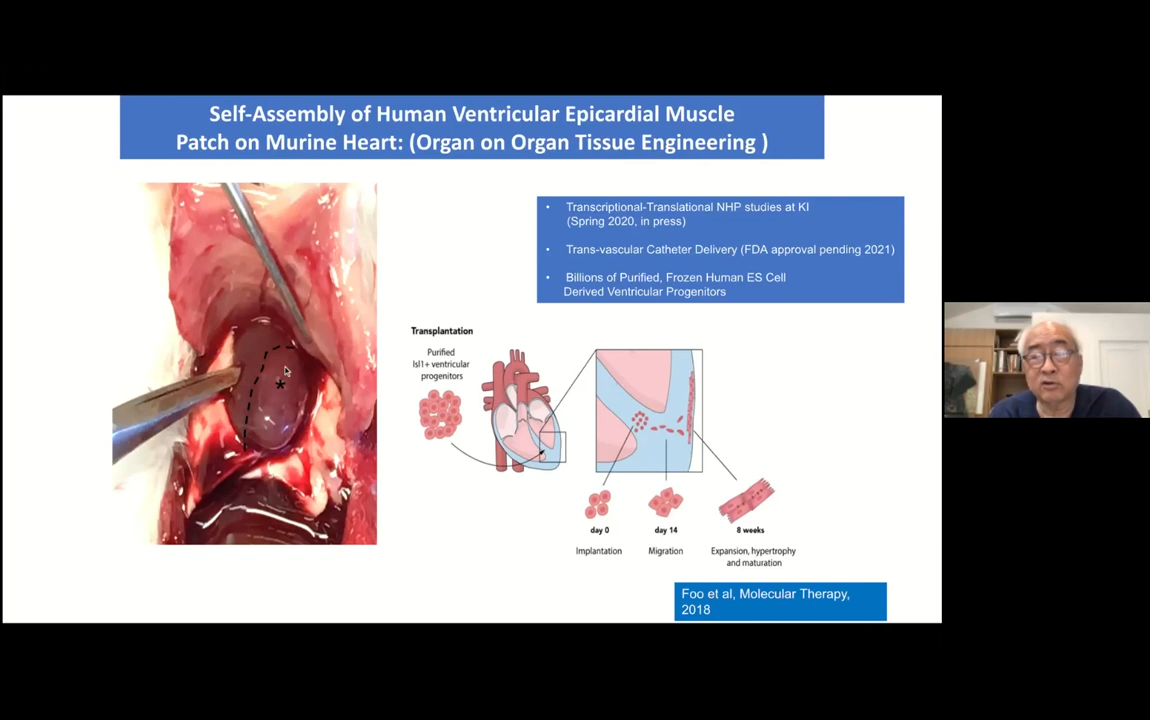 Self-Assembly of Human Ventricular Epicardial Muscle
Patch on Murine Heart: (Organ on Organ Tissue Engineering )
• Transcriptional-Translational NHP studies at KI
(Spring 2020, in press)
• Trans-vascular Catheter Delivery (FDA approval pending 2021)
• Billions of Purified, Frozen Human ES Cell
Derived Ventricular Progenitors
Transplantation
Purified
Isl1+ ventricular
progenitors
*
day 0
Implantation
day 14
Migration
8 weeks
Expansion, hypertrophy
and maturation
Foo et al, Molecular Therapy,
2018